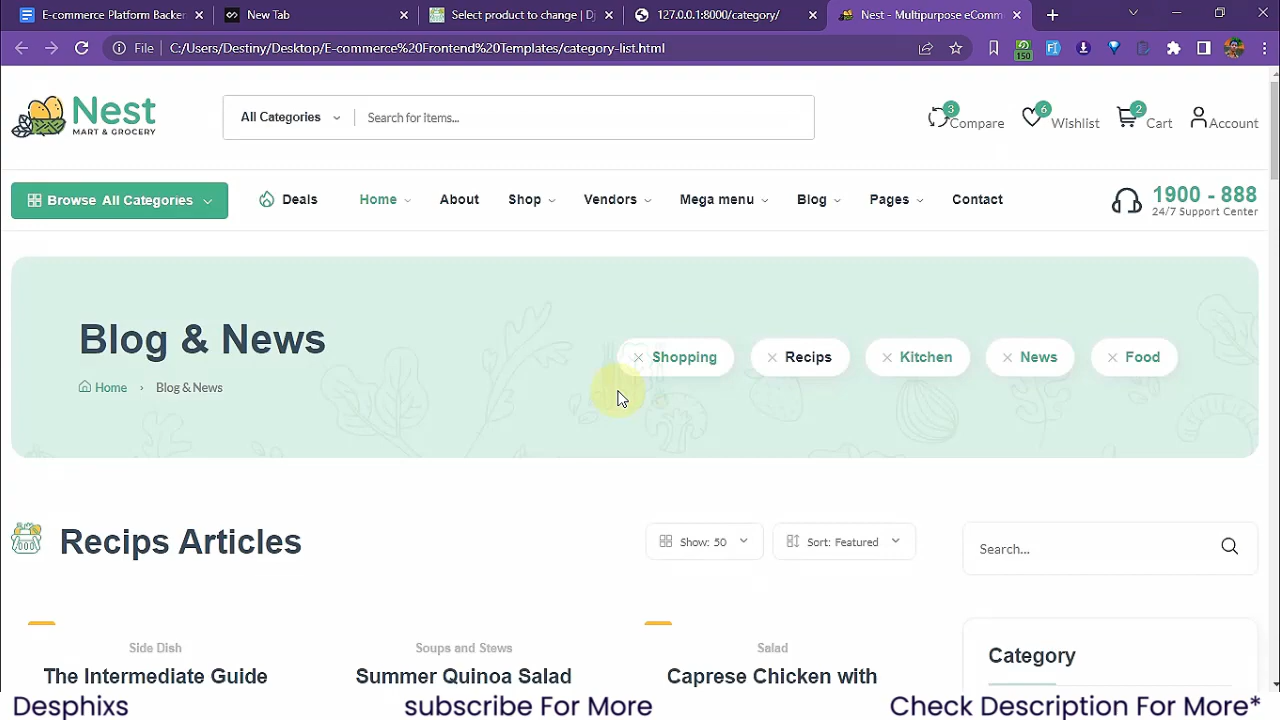 E-commerce Platform Backer
New Tab
Select product to change | Dj
127.0.0.1:8000/category/
Nest - Multipurpose eComm
File
C:/Users/Destiny/Desktop/E-commerce%20Frontend%20Templates/category-list.html
150
Nest
MART & GROCERY
All Categories
Search for items...
3
Compare
6
Wishlist
2
Cart
Account
Browse All Categories
Deals
Home
About
Shop
Vendors
Mega menu
Blog
Pages
Contact
1900 - 888
24/7 Support Center
Blog & News
Home
Blog & News
Shopping
Recips
Kitchen
News
Food
Recips Articles
Show: 50
Sort: Featured
Search...
Side Dish
The Intermediate Guide
Soups and Stews
Summer Quinoa Salad
Salad
Caprese Chicken with
Category
Desphixs
subscribe For More
Check Description For More*